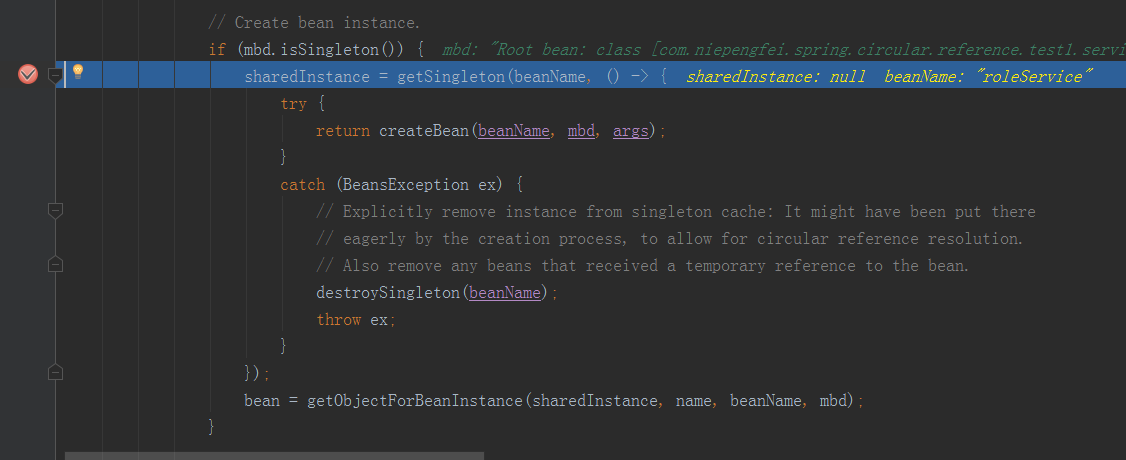 // Create bean instance.
if (mbd.isSingleton()) { mbd: "Root bean: class [com.niepengfei.spring.circular.reference.test1.servi
sharedInstance = getSingleton(beanName, () -> { sharedInstance: null beanName: "roleService"
try {
return createBean(beanName, mbd, args);
}
catch (BeansException ex) {
// Explicitly remove instance from singleton cache: It might have been put there
// eagerly by the creation process, to allow for circular reference resolution.
// Also remove any beans that received a temporary reference to the bean.
destroySingleton(beanName);
throw ex;
}
});
bean = getObjectForBeanInstance(sharedInstance, name, beanName, mbd);
}